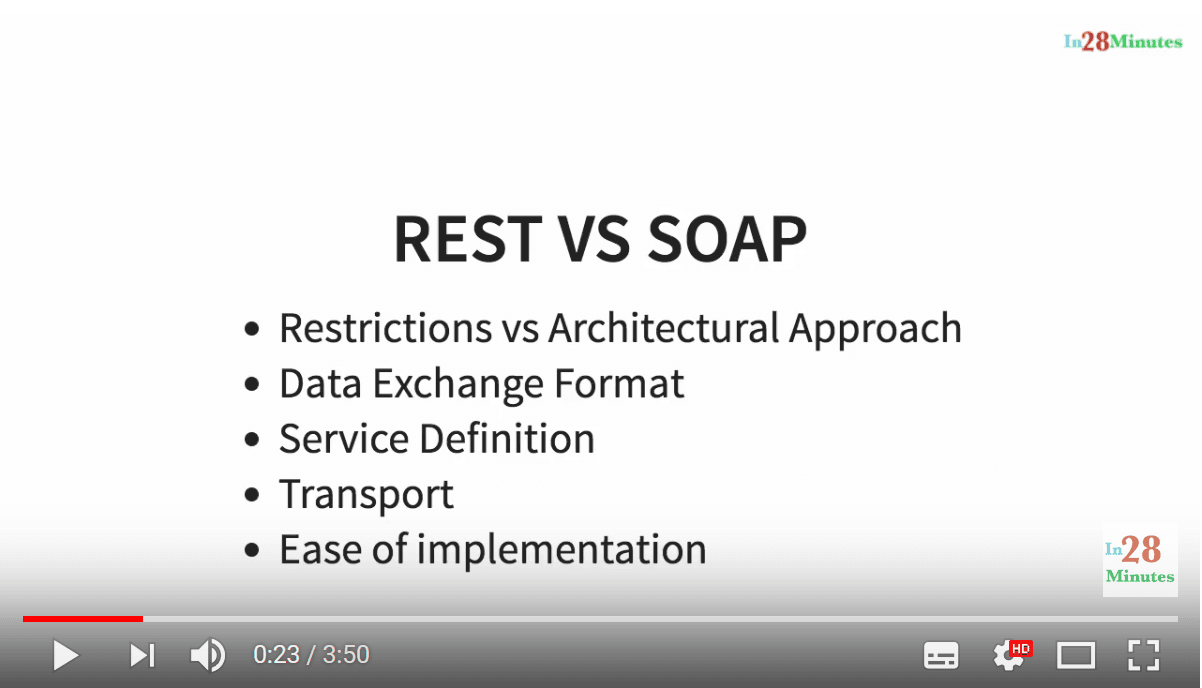 In28Minutes
REST VS SOAP
• Restrictions vs Architectural Approach
• Data Exchange Format
• Service Definition
• Transport
• Ease of implementation
In28
Minutes
0:23 / 3:50
HD